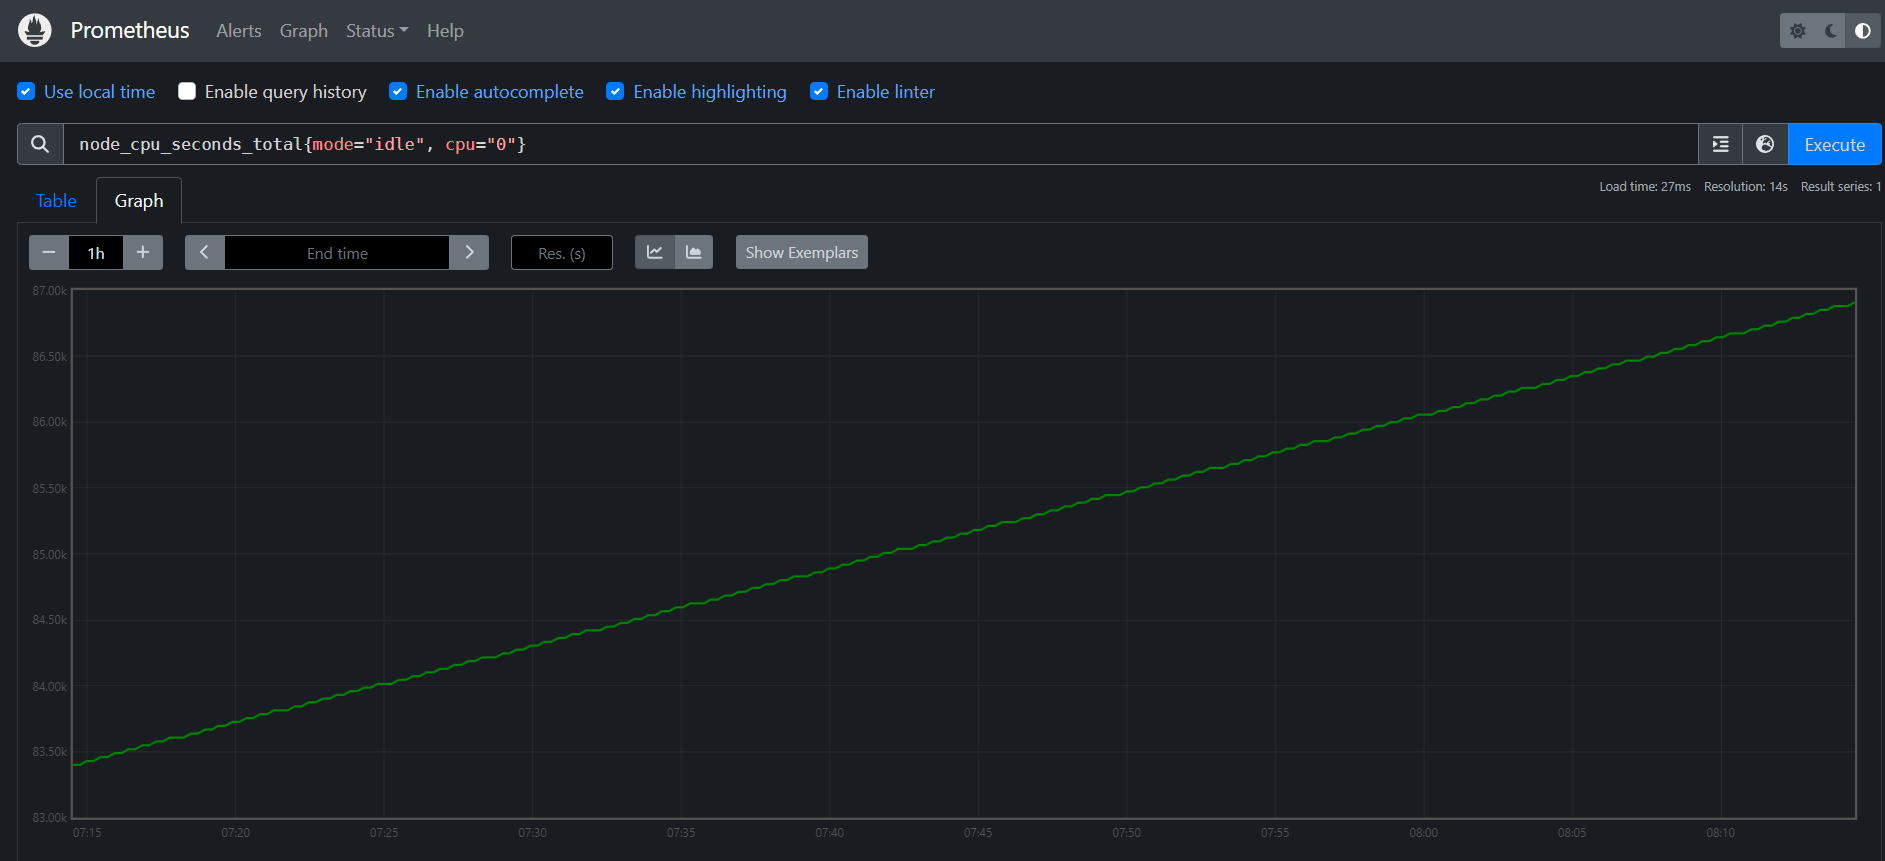 Prometheus Alerts Graph Status Help
Use local time Enable query history Enable autocomplete Enable highlighting Enable linter
node_cpu_seconds_total{mode="idle", cpu="0"} Execute
Load time: 27ms Resolution: 14s Result series: 1
Table Graph
1h End time Res. (s) Show Exemplars
87.00k
86.50k
86.00k
85.50k
85.00k
84.50k
84.00k
83.50k
83.00k
07:15 07:20 07:25 07:30 07:35 07:40 07:45 07:50 07:55 08:00 08:05 08:10